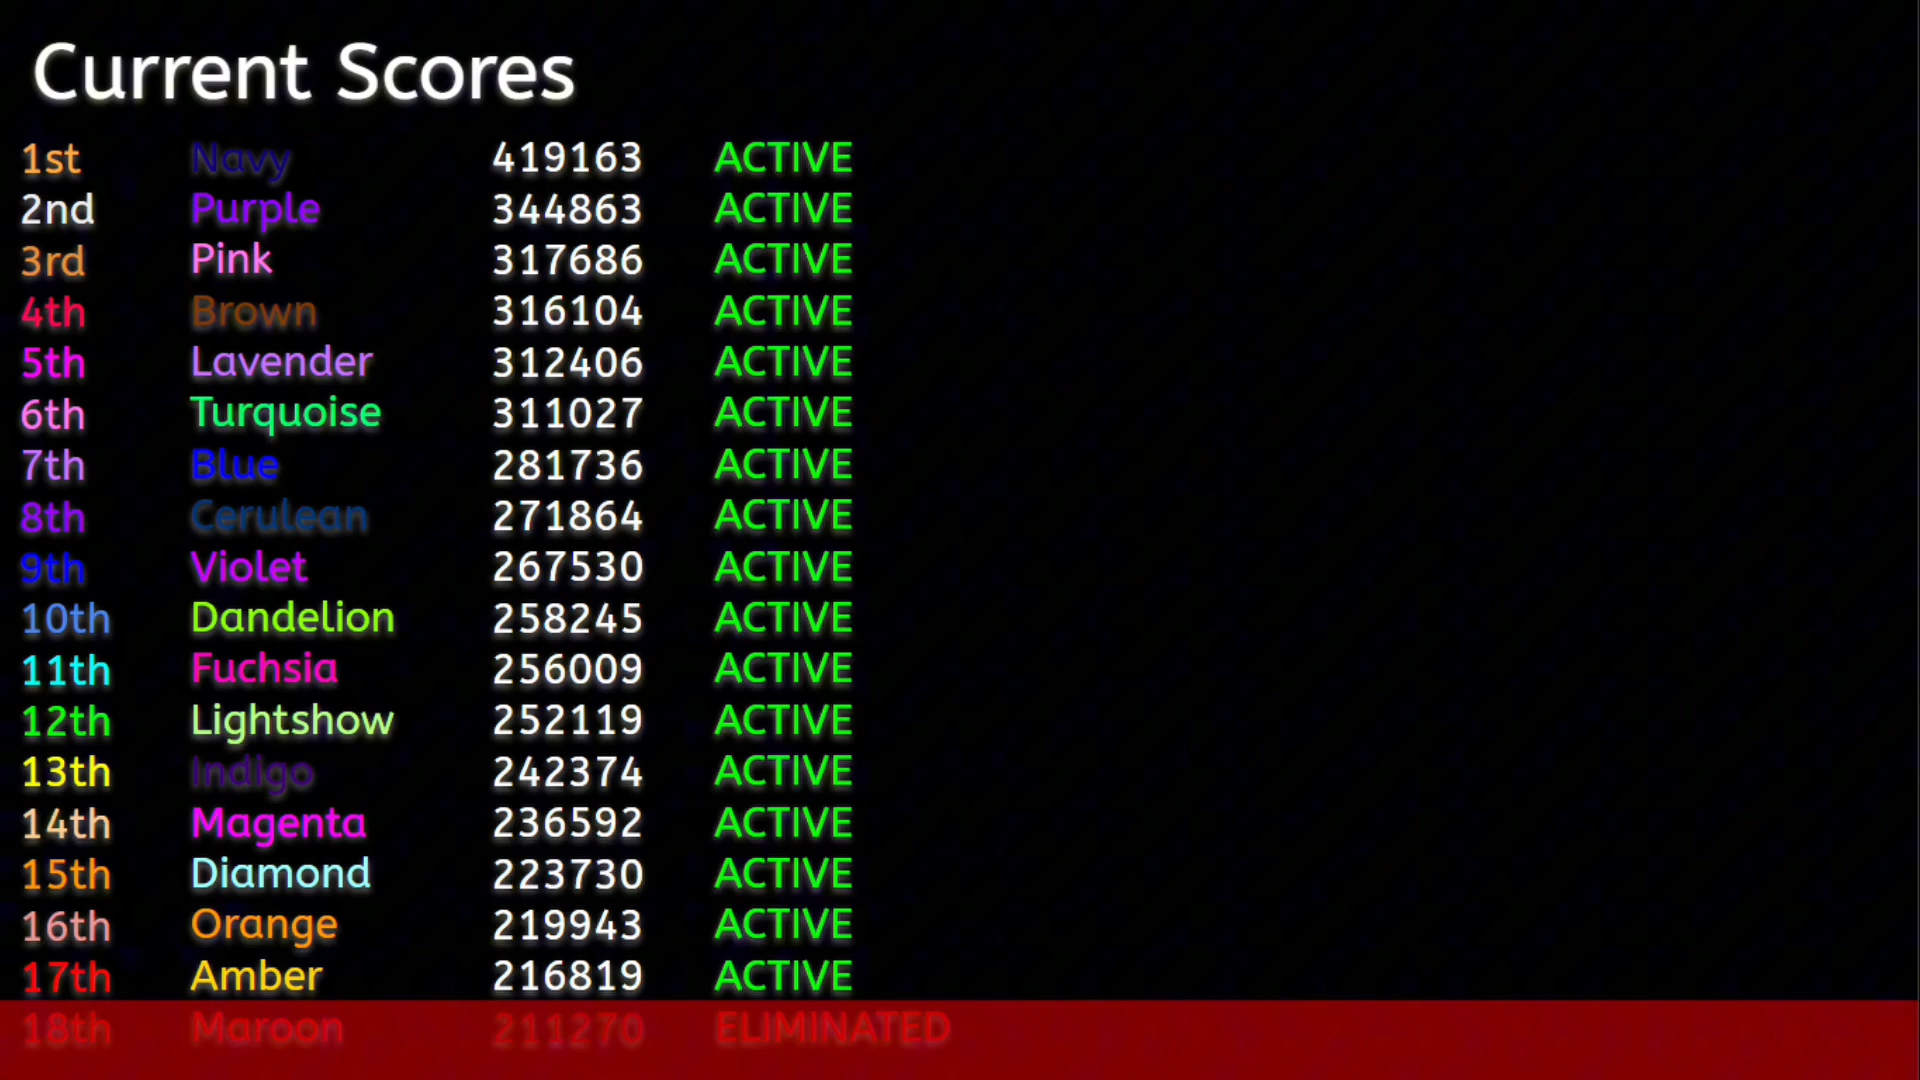 Current Scores
1st Navy 419163 ACTIVE
2nd Purple 344863 ACTIVE
3rd Pink 317686 ACTIVE
4th Brown 316104 ACTIVE
5th Lavender 312406 ACTIVE
6th Turquoise 311027 ACTIVE
7th Blue 281736 ACTIVE
8th Cerulean 271864 ACTIVE
9th Violet 267530 ACTIVE
10th Dandelion 258245 ACTIVE
11th Fuchsia 256009 ACTIVE
12th Lightshow 252119 ACTIVE
13th Indigo 242374 ACTIVE
14th Magenta 236592 ACTIVE
15th Diamond 223730 ACTIVE
16th Orange 219943 ACTIVE
17th Amber 216819 ACTIVE
18th Maroon 211270 ELIMINATED